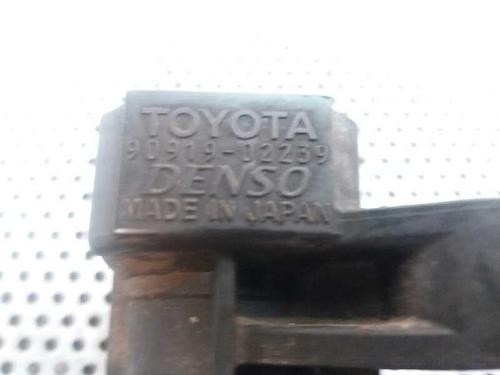 TOYOTA
90919-02239
DENSO
MADE IN JAPAN